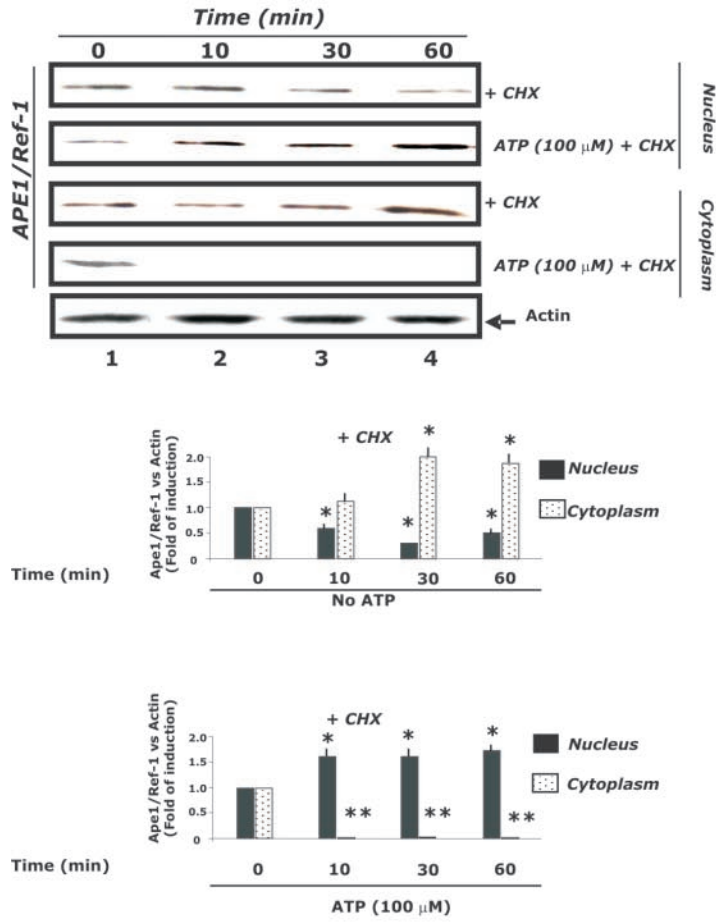 Time (min)
0 10 30 60
APE1/Ref-1
+ CHX
ATP (100 μM) + CHX
Nucleus
+ CHX
ATP (100 μM) + CHX
Cytoplasm
Actin
1 2 3 4
+ CHX
Ape1/Ref-1 vs Actin
(Fold of induction)
2.0
1.5
1.0
0.5
0
* * * * *
Nucleus
Cytoplasm
Time (min) 0 10 30 60
No ATP
+ CHX
Ape1/Ref-1 vs Actin
(Fold of induction)
2.0
1.5
1.0
0.5
0
* * *
** ** **
Nucleus
Cytoplasm
Time (min) 0 10 30 60
ATP (100 μM)